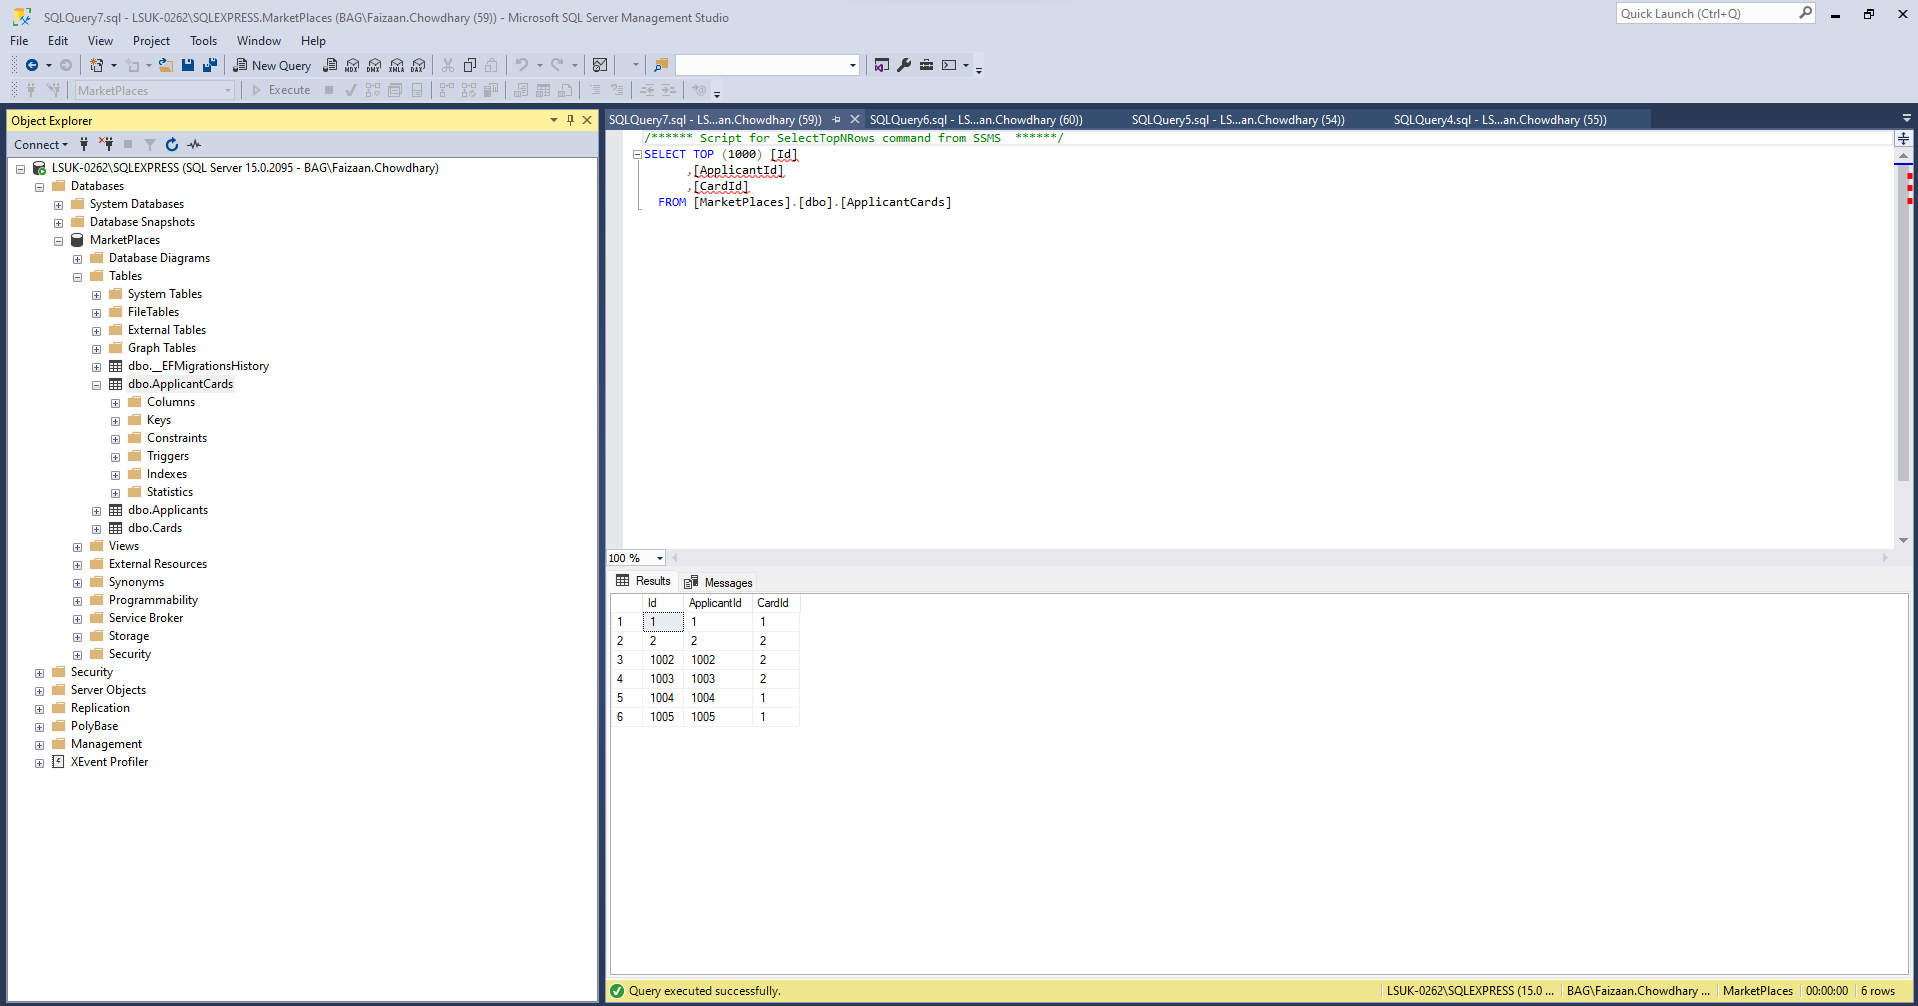 SQLQuery7.sql - LSUK-0262\SQLEXPRESS.MarketPlaces (BAG\Faizaan.Chowdhary (59)) - Microsoft SQL Server Management Studio
Quick Launch (Ctrl+Q)
File Edit View Project Tools Window Help
New Query MDX DMX XMLA DAX
MarketPlaces Execute
Object Explorer
Connect
LSUK-0262\SQLEXPRESS (SQL Server 15.0.2095 - BAG\Faizaan.Chowdhary)
Databases
System Databases
Database Snapshots
MarketPlaces
Database Diagrams
Tables
System Tables
FileTables
External Tables
Graph Tables
dbo.__EFMigrationsHistory
dbo.ApplicantCards
Columns
Keys
Constraints
Triggers
Indexes
Statistics
dbo.Applicants
dbo.Cards
Views
External Resources
Synonyms
Programmability
Service Broker
Storage
Security
Security
Server Objects
Replication
PolyBase
Management
XEvent Profiler
SQLQuery7.sql - LS...an.Chowdhary (59)) SQLQuery6.sql - LS...an.Chowdhary (60)) SQLQuery5.sql - LS...an.Chowdhary (54)) SQLQuery4.sql - LS...an.Chowdhary (55))
/****** Script for SelectTopNRows command from SSMS  ******/
SELECT TOP (1000) [Id]
,[ApplicantId]
,[CardId]
FROM [MarketPlaces].[dbo].[ApplicantCards]
100 %
Results Messages
Id ApplicantId CardId
1 1 1 1
2 2 2 2
3 1002 1002 2
4 1003 1003 2
5 1004 1004 1
6 1005 1005 1
Query executed successfully. LSUK-0262\SQLEXPRESS (15.0 ... BAG\Faizaan.Chowdhary ... MarketPlaces 00:00:00 6 rows